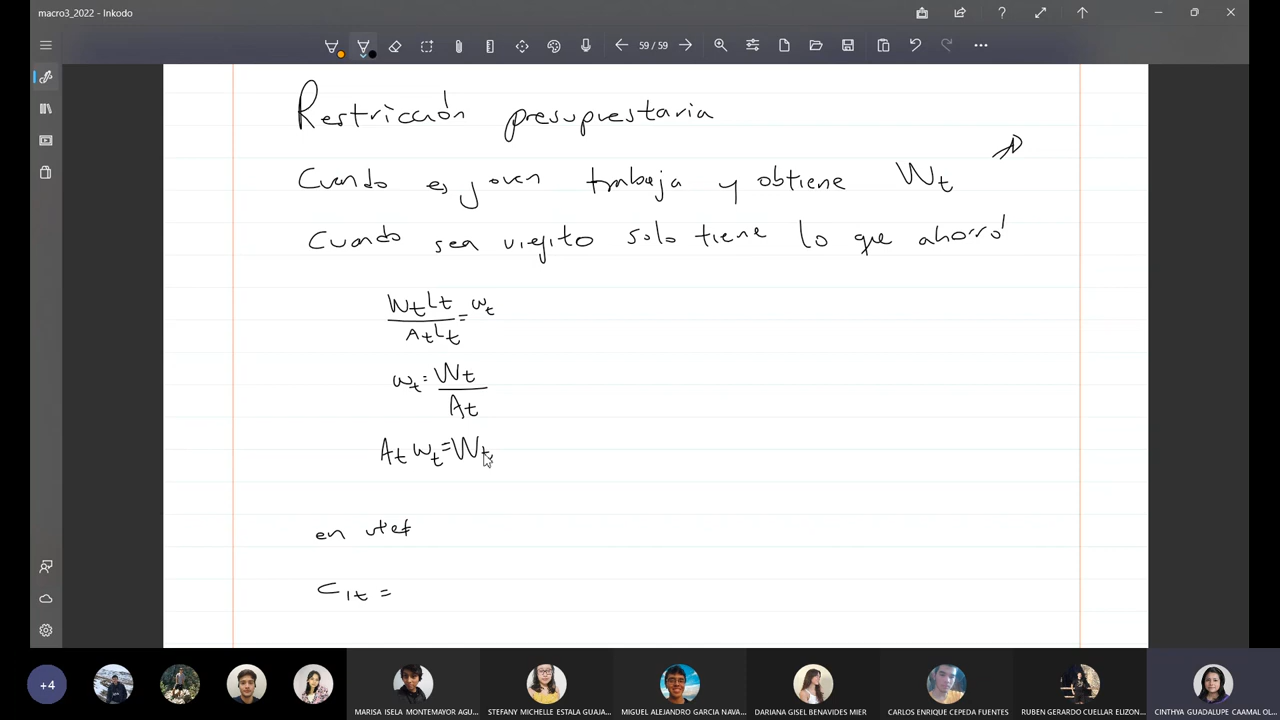 macro3_2022 - Inkodo
59 / 59
Restricción presupuestaria
Cuando es joven trabaja y obtiene Wt
Cuando sea viejito solo tiene lo que ahorró
WtLt / AtLt = wt
wt = Wt / At
At wt = Wt
en
C1t =
+4
MARISA ISELA MONTEMAYOR AGU...
STEFANY MICHELLE ESTALA GUAJA...
MIGUEL ALEJANDRO GARCIA NAVA...
DARIANA GISEL BENAVIDES MIER
CARLOS ENRIQUE CEPEDA FUENTES
RUBEN GERARDO CUELLAR ELIZON...
CINTHYA GUADALUPE CAAMAL OL...